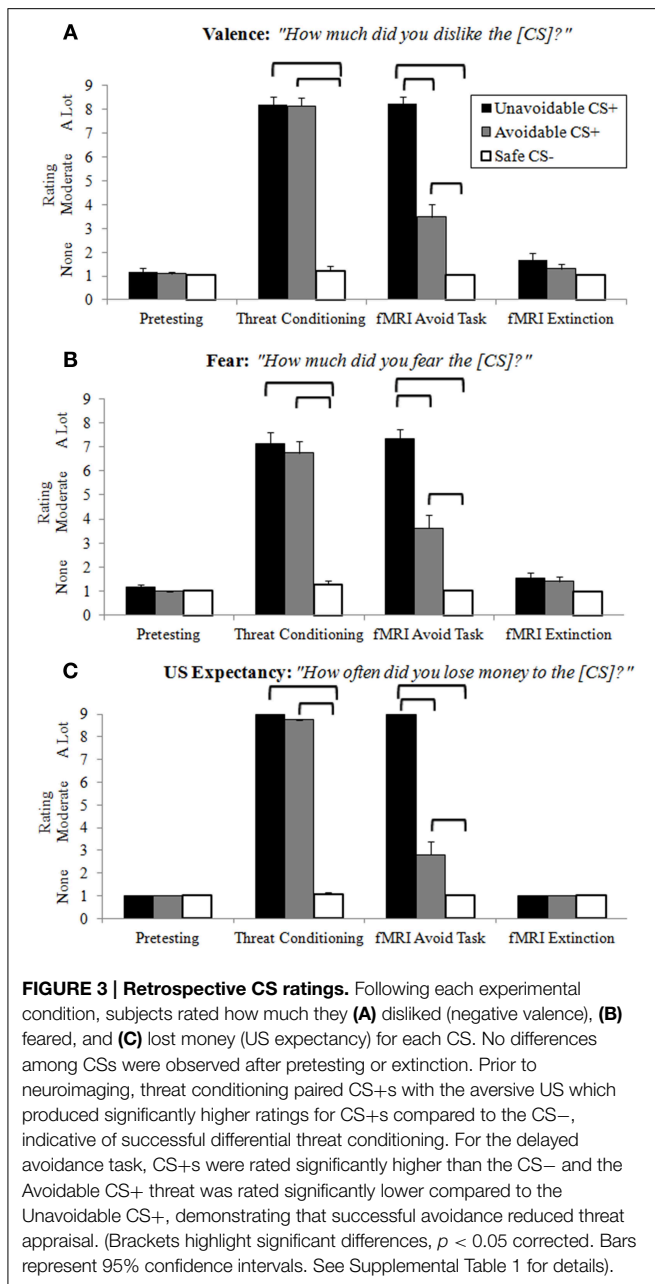 A
Valence: "How much did you dislike the [CS]?"
9
8
7
6
5
4
3
2
1
0
A Lot
Rating
Moderate
None
Unavoidable CS+
Avoidable CS+
Safe CS-
Pretesting Threat Conditioning fMRI Avoid Task fMRI Extinction
B
Fear: "How much did you fear the [CS]?"
9
8
7
6
5
4
3
2
1
0
A Lot
Rating
Moderate
None
Pretesting Threat Conditioning fMRI Avoid Task fMRI Extinction
C
US Expectancy: "How often did you lose money to the [CS]?"
9
8
7
6
5
4
3
2
1
0
A Lot
Rating
Moderate
None
Pretesting Threat Conditioning fMRI Avoid Task fMRI Extinction
FIGURE 3 | Retrospective CS ratings. Following each experimental
condition, subjects rated how much they (A) disliked (negative valence), (B)
feared, and (C) lost money (US expectancy) for each CS. No differences
among CSs were observed after pretesting or extinction. Prior to
neuroimaging, threat conditioning paired CS+s with the aversive US which
produced significantly higher ratings for CS+s compared to the CS−,
indicative of successful differential threat conditioning. For the delayed
avoidance task, CS+s were rated significantly higher than the CS− and the
Avoidable CS+ threat was rated significantly lower compared to the
Unavoidable CS+, demonstrating that successful avoidance reduced threat
appraisal. (Brackets highlight significant differences, p < 0.05 corrected. Bars
represent 95% confidence intervals. See Supplemental Table 1 for details).